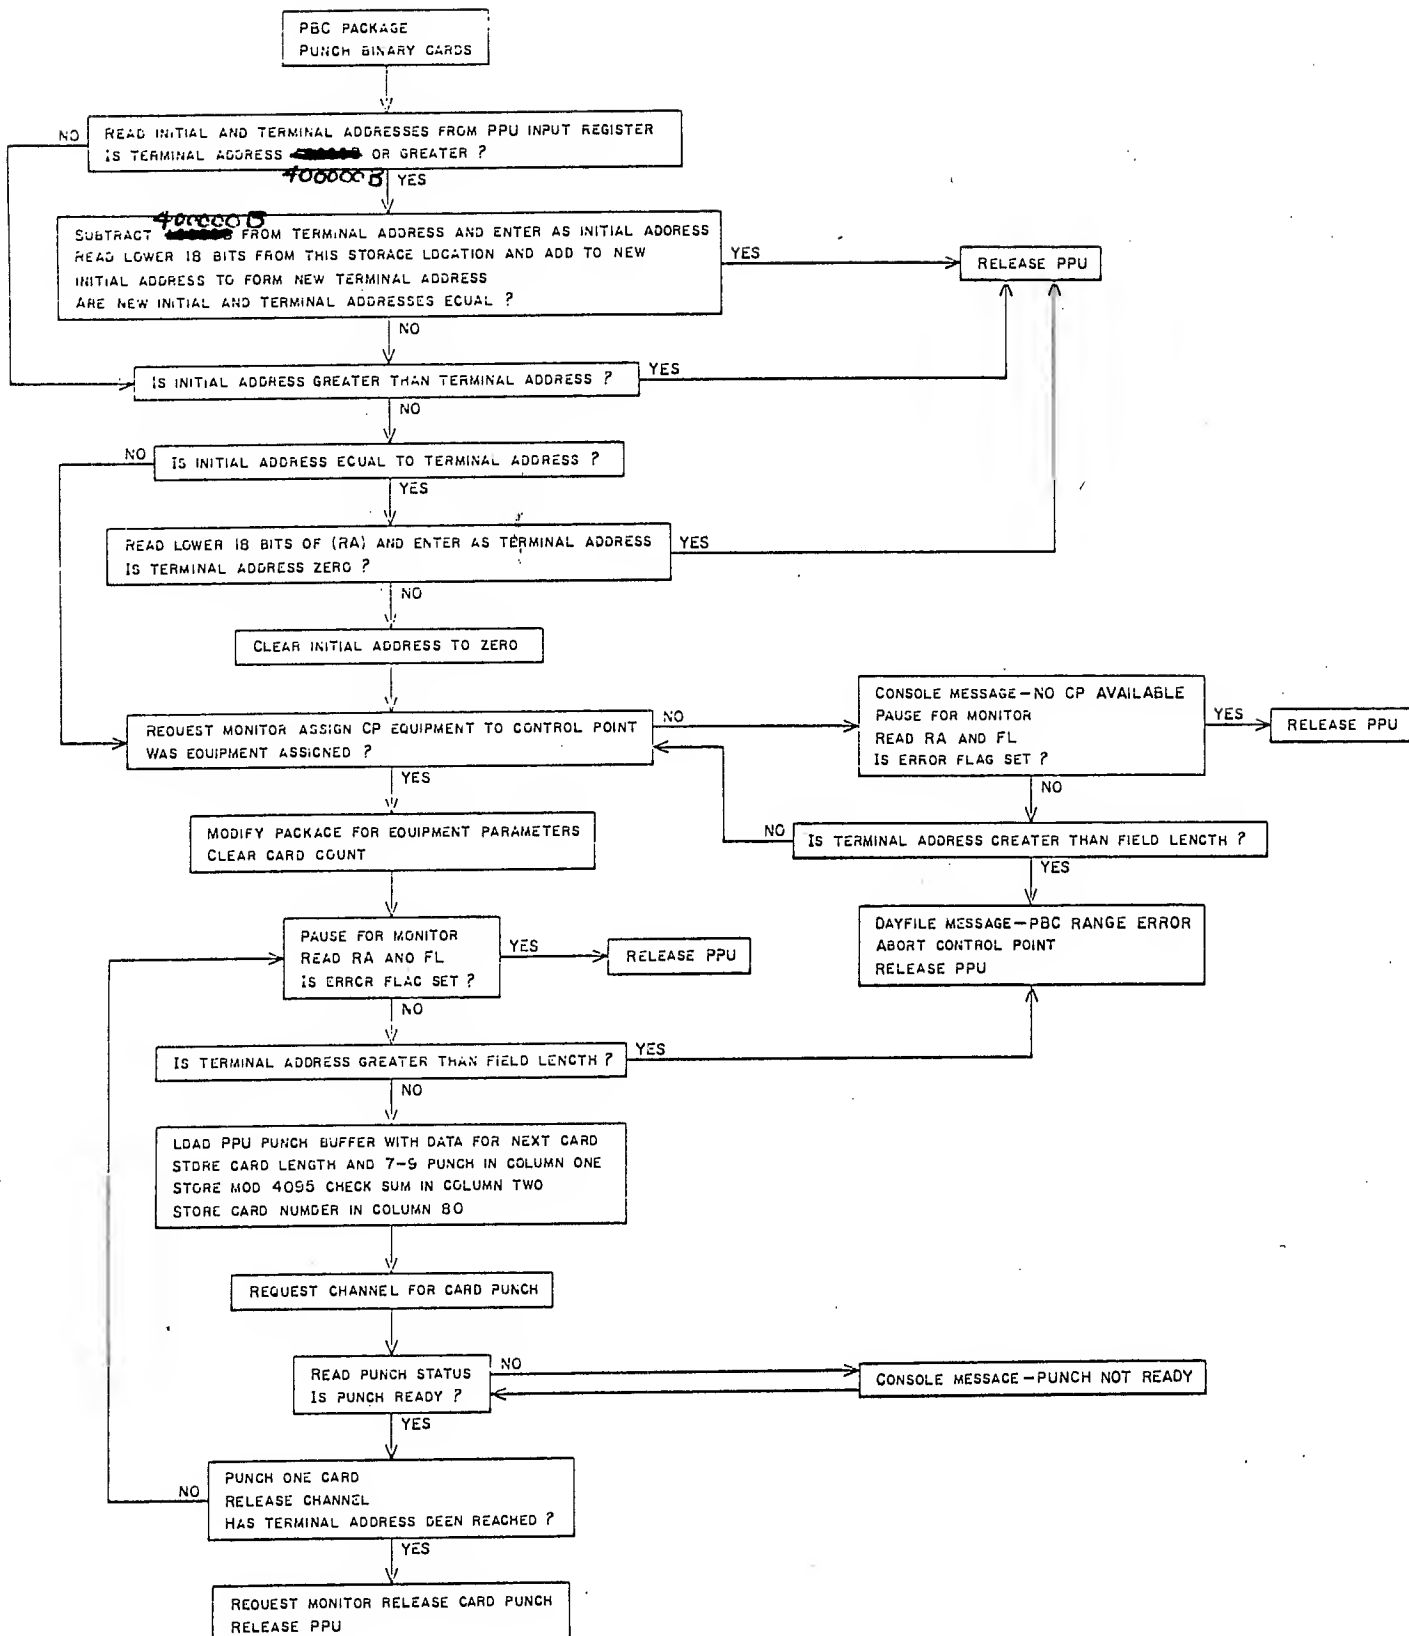 PBC PACKAGE
PUNCH BINARY CARDS
NO
READ INITIAL AND TERMINAL ADDRESSES FROM PPU INPUT REGISTER
IS TERMINAL ADDRESS OR GREATER ?
400000B YES
400000B
SUBTRACT FROM TERMINAL ADDRESS AND ENTER AS INITIAL ADDRESS
READ LOWER 18 BITS FROM THIS STORAGE LOCATION AND ADD TO NEW
INITIAL ADDRESS TO FORM NEW TERMINAL ADDRESS
ARE NEW INITIAL AND TERMINAL ADDRESSES EQUAL ?
YES
RELEASE PPU
NO
IS INITIAL ADDRESS GREATER THAN TERMINAL ADDRESS ?
YES
NO
NO
IS INITIAL ADDRESS EQUAL TO TERMINAL ADDRESS ?
YES
READ LOWER 18 BITS OF (RA) AND ENTER AS TERMINAL ADDRESS
IS TERMINAL ADDRESS ZERO ?
YES
NO
CLEAR INITIAL ADDRESS TO ZERO
REQUEST MONITOR ASSIGN CP EQUIPMENT TO CONTROL POINT
WAS EQUIPMENT ASSIGNED ?
NO
CONSOLE MESSAGE-NO CP AVAILABLE
PAUSE FOR MONITOR
READ RA AND FL
IS ERROR FLAG SET ?
YES
RELEASE PPU
YES
NO
MODIFY PACKAGE FOR EQUIPMENT PARAMETERS
CLEAR CARD COUNT
NO
IS TERMINAL ADDRESS GREATER THAN FIELD LENGTH ?
YES
PAUSE FOR MONITOR
READ RA AND FL
IS ERROR FLAG SET ?
YES
RELEASE PPU
DAYFILE MESSAGE-PBC RANGE ERROR
ABORT CONTROL POINT
RELEASE PPU
NO
IS TERMINAL ADDRESS GREATER THAN FIELD LENGTH ?
YES
NO
LOAD PPU PUNCH BUFFER WITH DATA FOR NEXT CARD
STORE CARD LENGTH AND 7-9 PUNCH IN COLUMN ONE
STORE MOD 4095 CHECK SUM IN COLUMN TWO
STORE CARD NUMBER IN COLUMN 80
REQUEST CHANNEL FOR CARD PUNCH
READ PUNCH STATUS
IS PUNCH READY ?
NO
CONSOLE MESSAGE-PUNCH NOT READY
YES
NO
PUNCH ONE CARD
RELEASE CHANNEL
HAS TERMINAL ADDRESS BEEN REACHED ?
YES
REQUEST MONITOR RELEASE CARD PUNCH
RELEASE PPU